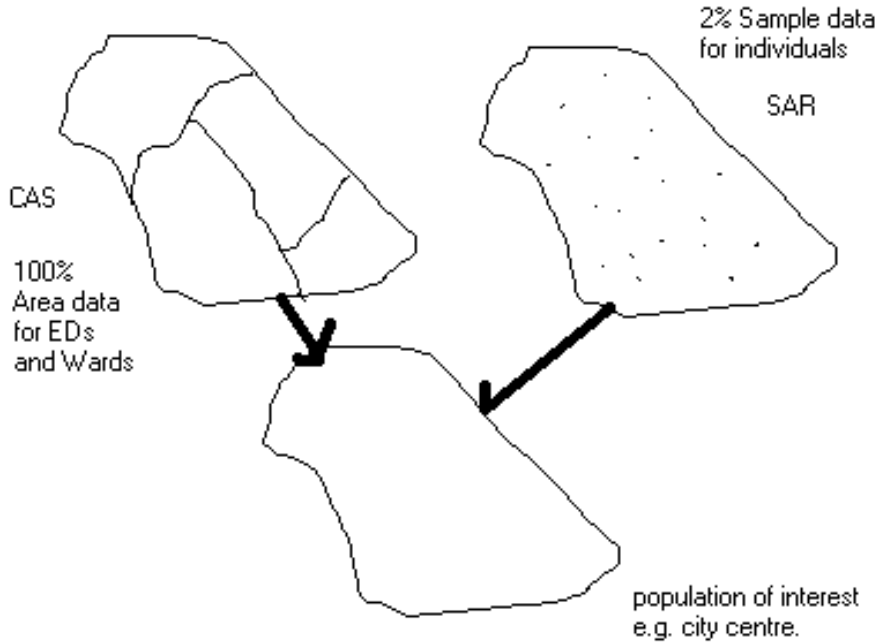 2% Sample data
for individuals
SAR
CAS
100%
Area data
for EDs
and Wards
population of interest
e.g. city centre.